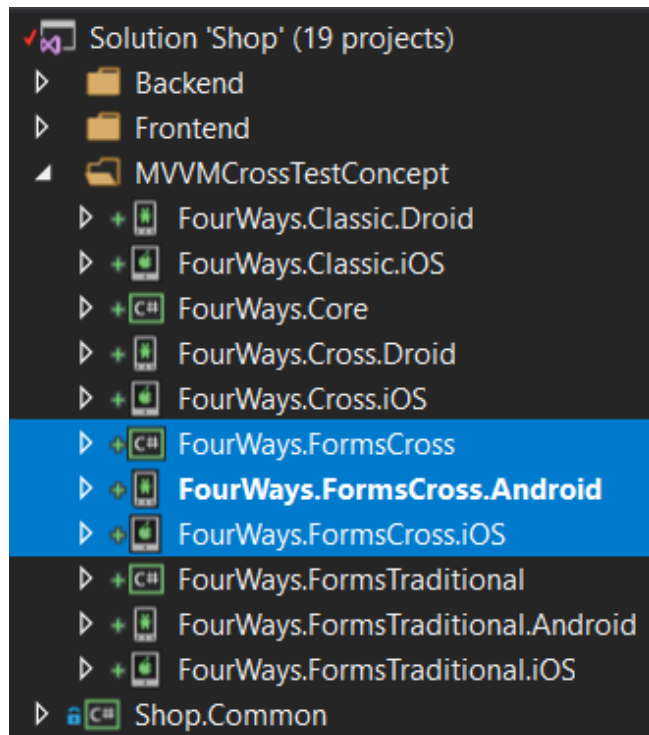 Solution 'Shop' (19 projects)
Backend
Frontend
MVVMCrossTestConcept
FourWays.Classic.Droid
FourWays.Classic.iOS
C# FourWays.Core
FourWays.Cross.Droid
FourWays.Cross.iOS
C# FourWays.FormsCross
FourWays.FormsCross.Android
FourWays.FormsCross.iOS
C# FourWays.FormsTraditional
FourWays.FormsTraditional.Android
FourWays.FormsTraditional.iOS
C# Shop.Common